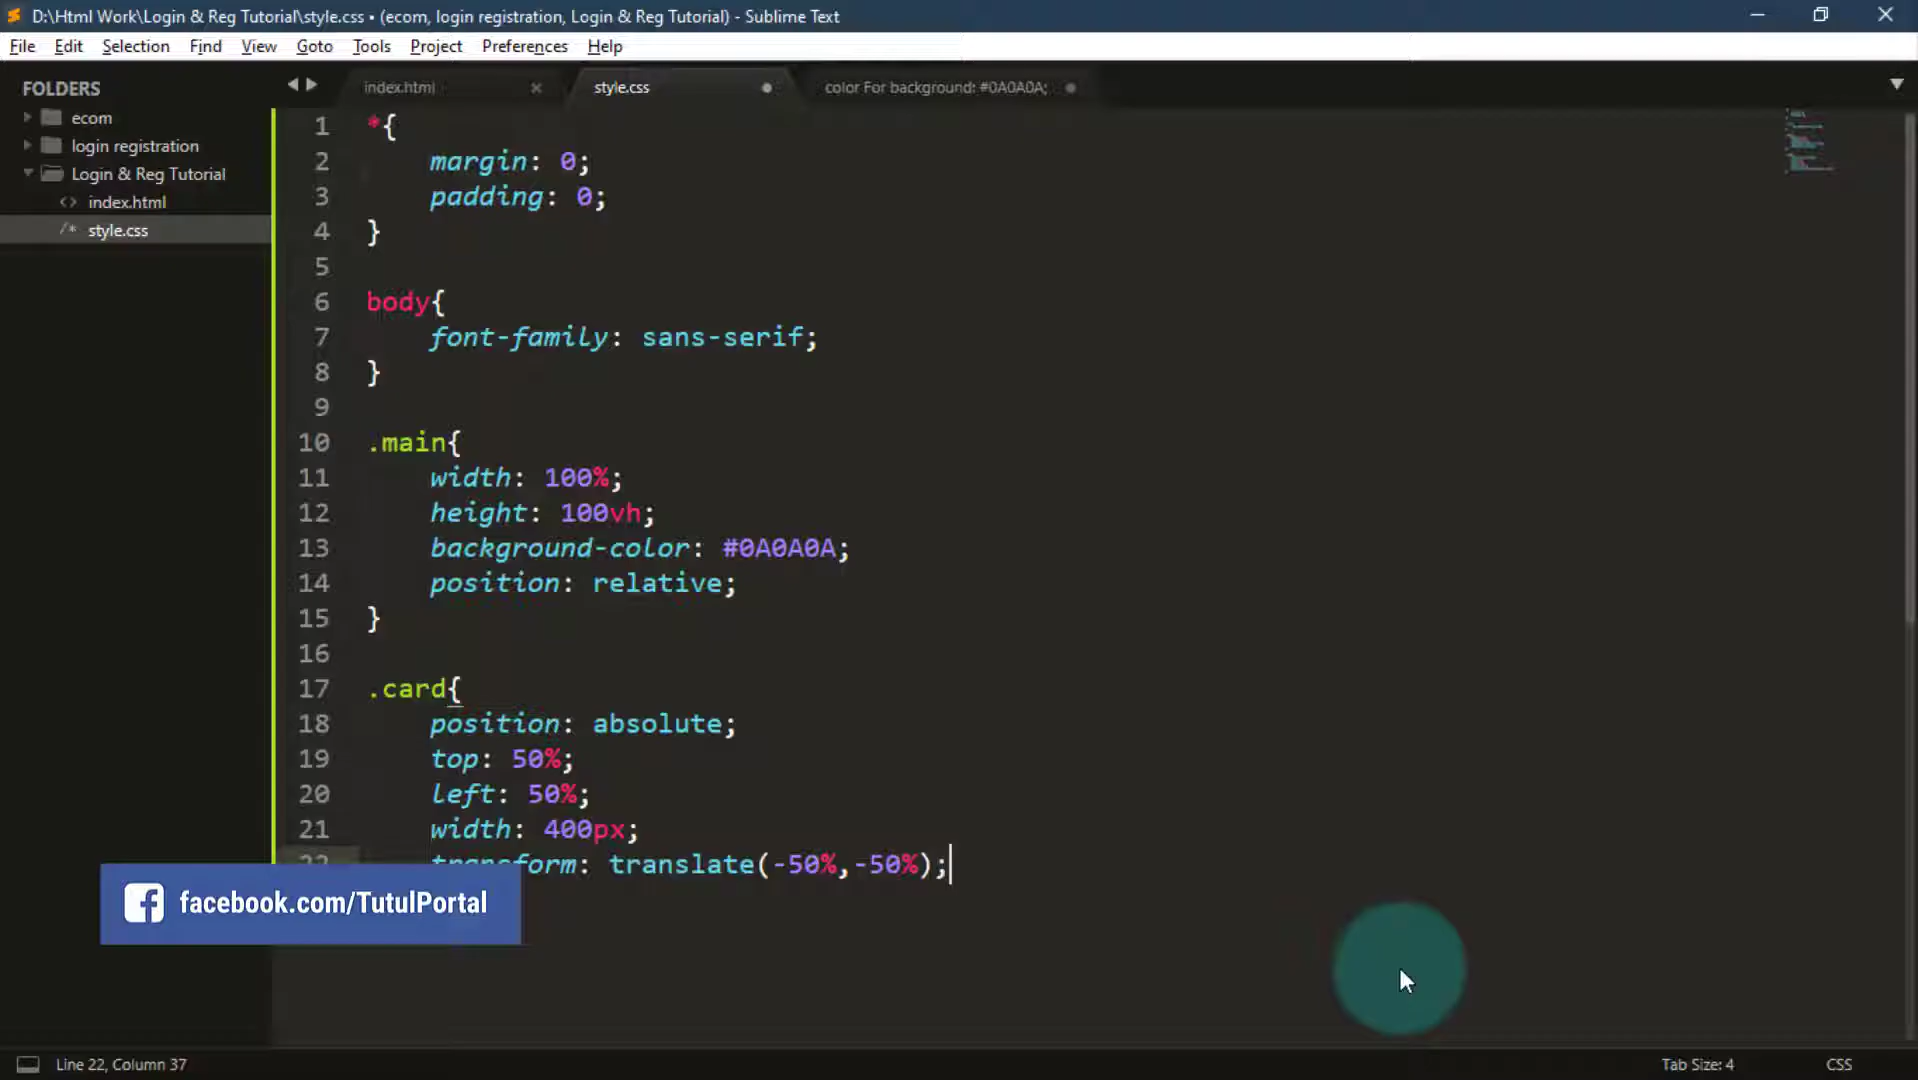 D:\Html Work\Login & Reg Tutorial\style.css • (ecom, login registration, Login & Reg Tutorial) - Sublime Text
File Edit Selection Find View Goto Tools Project Preferences Help
FOLDERS
ecom
login registration
Login & Reg Tutorial
<> index.html
/* style.css
index.html × style.css color For background: #0A0A0A;
1 *{
2 margin: 0;
3 padding: 0;
4 }
5
6 body{
7 font-family: sans-serif;
8 }
9
10 .main{
11 width: 100%;
12 height: 100vh;
13 background-color: #0A0A0A;
14 position: relative;
15 }
16
17 .card{
18 position: absolute;
19 top: 50%;
20 left: 50%;
21 width: 400px;
22 transform: translate(-50%,-50%);
facebook.com/TutulPortal
Line 22, Column 37
Tab Size: 4
CSS